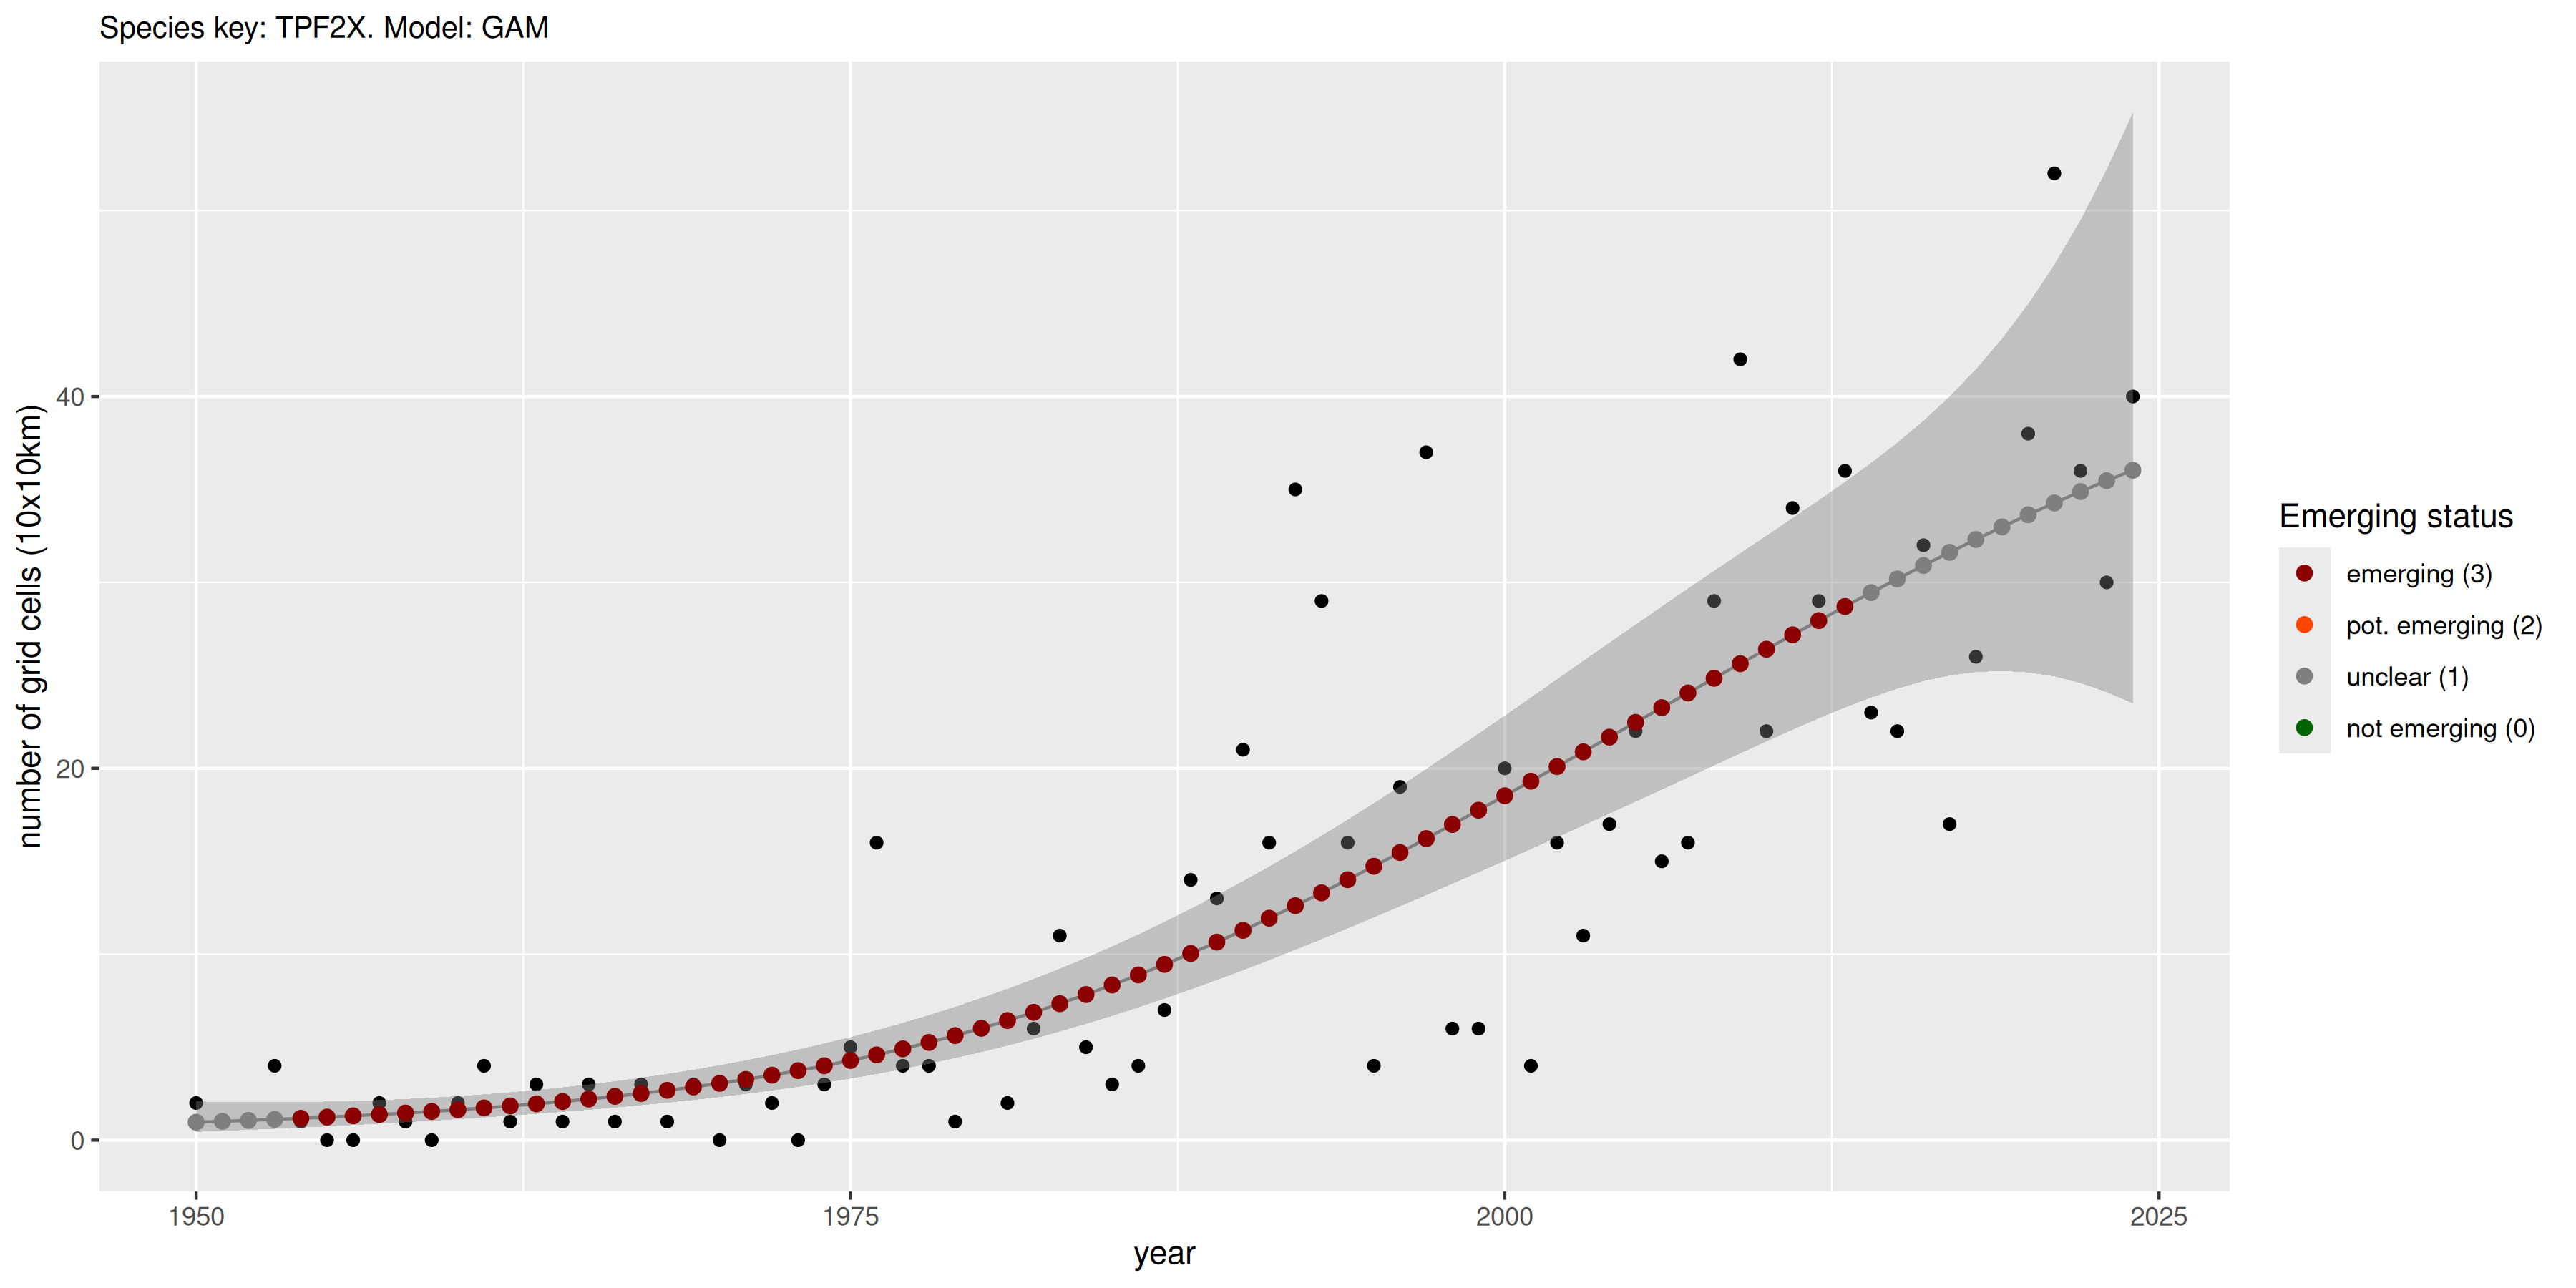 Species key: TPF2X. Model: GAM
number of grid cells (10x10km)
40
20
0
1950
1975
2000
2025
year
Emerging status
emerging (3)
pot. emerging (2)
unclear (1)
not emerging (0)